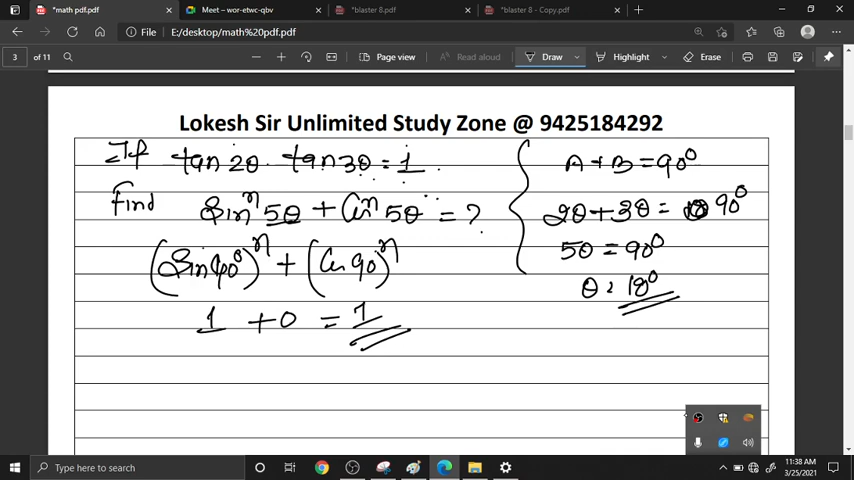 *math pdf.pdf
Meet – wor-etwc-qbv
*blaster 8.pdf
*blaster 8 - Copy.pdf
File
E:/desktop/math%20pdf.pdf
3 of 11
Page view
Read aloud
Draw
Highlight
Erase
Lokesh Sir Unlimited Study Zone @ 9425184292
If tan 2θ . tan 3θ = 1
Find Sinⁿ 5θ + Cosⁿ 5θ = ?
(Sin 90°)ⁿ + (Cos 90)ⁿ
1 + 0 = 1
A + B = 90°
2θ + 3θ = 90°
5θ = 90°
θ = 18°
Type here to search
11:38 AM
3/25/2021